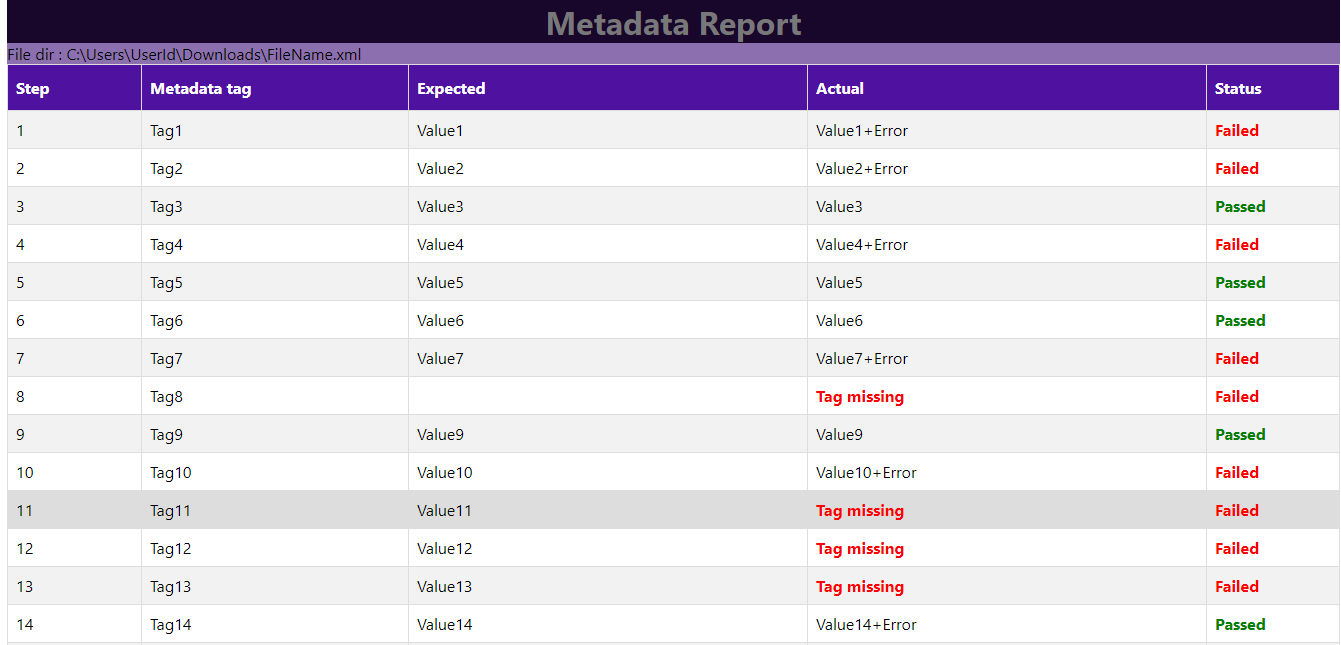 Metadata Report
File dir : C:\Users\UserId\Downloads\FileName.xml
Step Metadata tag Expected Actual Status
1 Tag1 Value1 Value1+Error Failed
2 Tag2 Value2 Value2+Error Failed
3 Tag3 Value3 Value3 Passed
4 Tag4 Value4 Value4+Error Failed
5 Tag5 Value5 Value5 Passed
6 Tag6 Value6 Value6 Passed
7 Tag7 Value7 Value7+Error Failed
8 Tag8 Tag missing Failed
9 Tag9 Value9 Value9 Passed
10 Tag10 Value10 Value10+Error Failed
11 Tag11 Value11 Tag missing Failed
12 Tag12 Value12 Tag missing Failed
13 Tag13 Value13 Tag missing Failed
14 Tag14 Value14 Value14+Error Passed